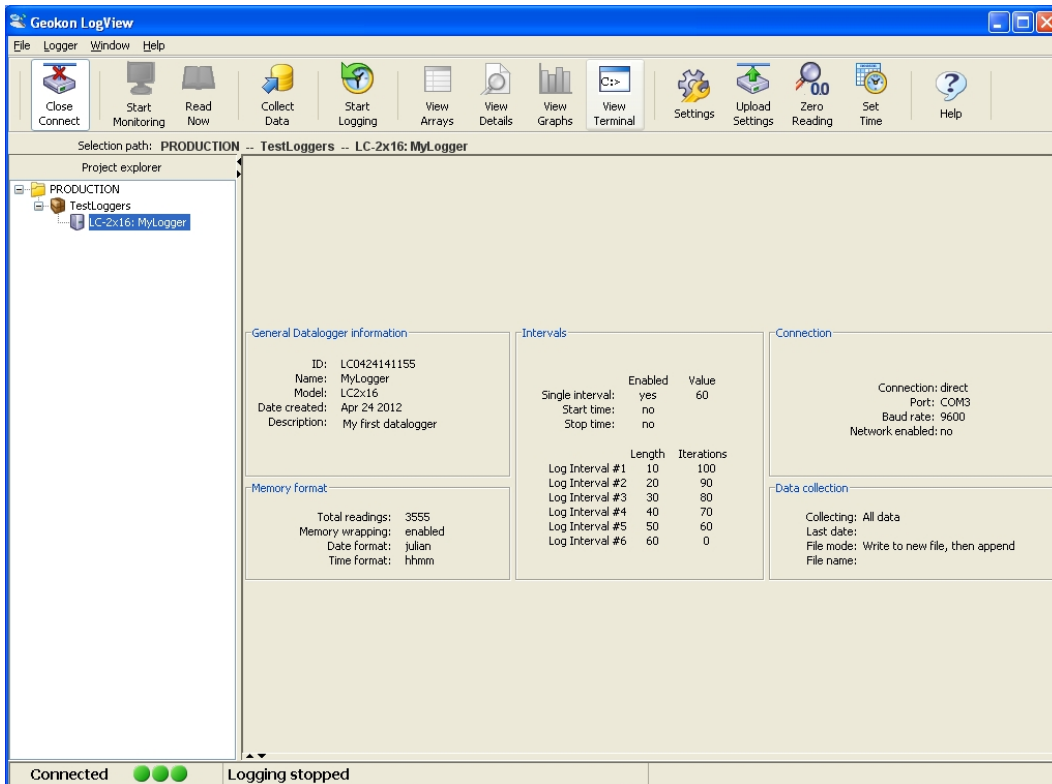 Geokon LogView
File Logger Window Help
Close Connect
Start Monitoring
Read Now
Collect Data
Start Logging
View Arrays
View Details
View Graphs
C:>
View Terminal
Settings
Upload Settings
0.0
Zero Reading
Set Time
?
Help
Selection path: PRODUCTION -- TestLoggers -- LC-2x16: MyLogger
Project explorer
PRODUCTION
TestLoggers
LC-2x16: MyLogger
General Datalogger information
ID: LC0424141155
Name: MyLogger
Model: LC2x16
Date created: Apr 24 2012
Description: My first datalogger
Memory format
Total readings: 3555
Memory wrapping: enabled
Date format: julian
Time format: hhmm
Intervals
Enabled Value
Single interval: yes 60
Start time: no
Stop time: no
Length Iterations
Log Interval #1 10 100
Log Interval #2 20 90
Log Interval #3 30 80
Log Interval #4 40 70
Log Interval #5 50 60
Log Interval #6 60 0
Connection
Connection: direct
Port: COM3
Baud rate: 9600
Network enabled: no
Data collection
Collecting: All data
Last date:
File mode: Write to new file, then append
File name:
Connected
Logging stopped